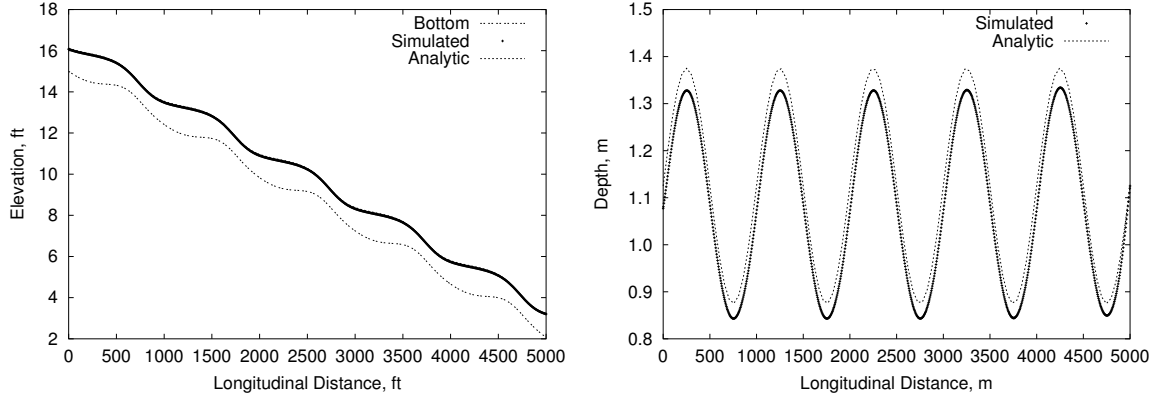 Elevation, ft
16
14
12
10
8
6
4
2
0 500 1000 1500 2000 2500 3000 3500 4000 4500 5000
Longitudinal Distance, ft
Bottom
Simulated
Analytic
Depth, m
1.5
1.4
1.3
1.2
1.1
1.0
0.9
0.8
0 500 1000 1500 2000 2500 3000 3500 4000 4500 5000
Longitudinal Distance, m
Simulated
Analytic